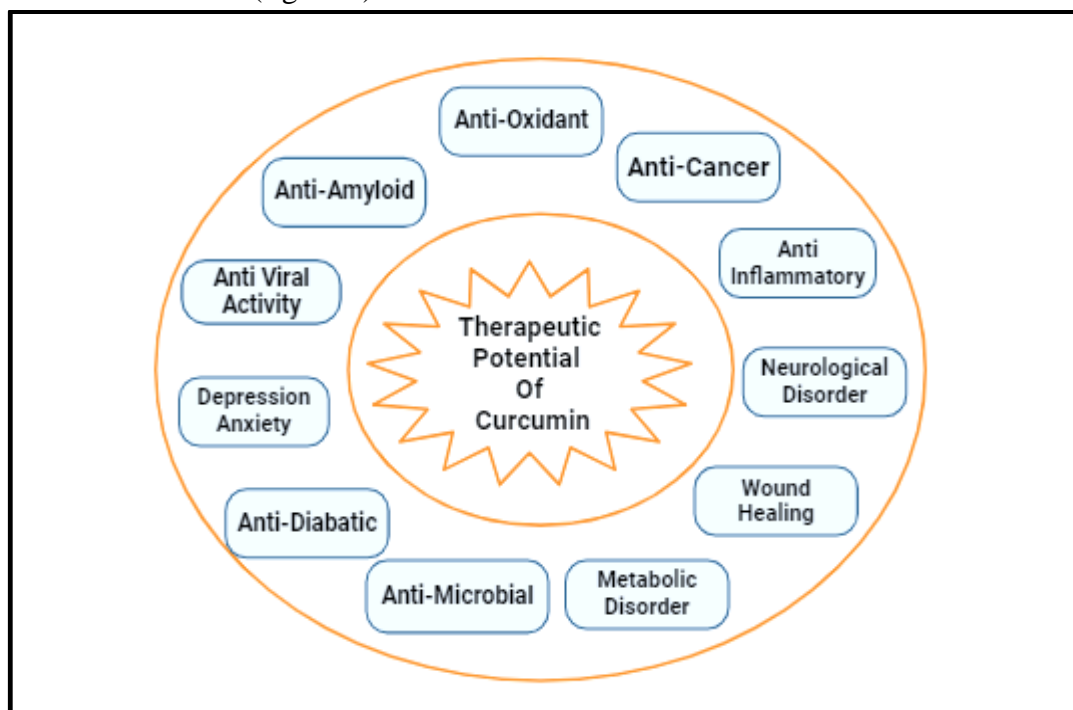 Anti-Oxidant
Anti-Cancer
Anti-Amyloid
Anti
Inflammatory
Anti Viral
Activity
Therapeutic
Potential
Of
Curcumin
Neurological
Disorder
Depression
Anxiety
Wound
Healing
Anti-Diabatic
Metabolic
Disorder
Anti-Microbial